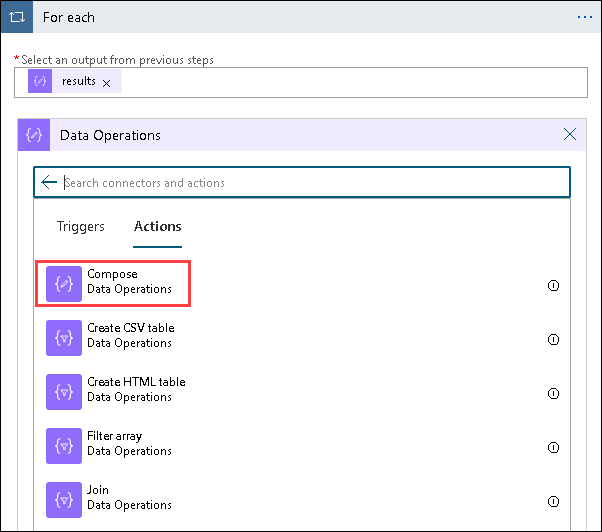 For each
* Select an output from previous steps
results
Data Operations
Search connectors and actions
Triggers
Actions
Compose
Data Operations
Create CSV table
Data Operations
Create HTML table
Data Operations
Filter array
Data Operations
Join
Data Operations